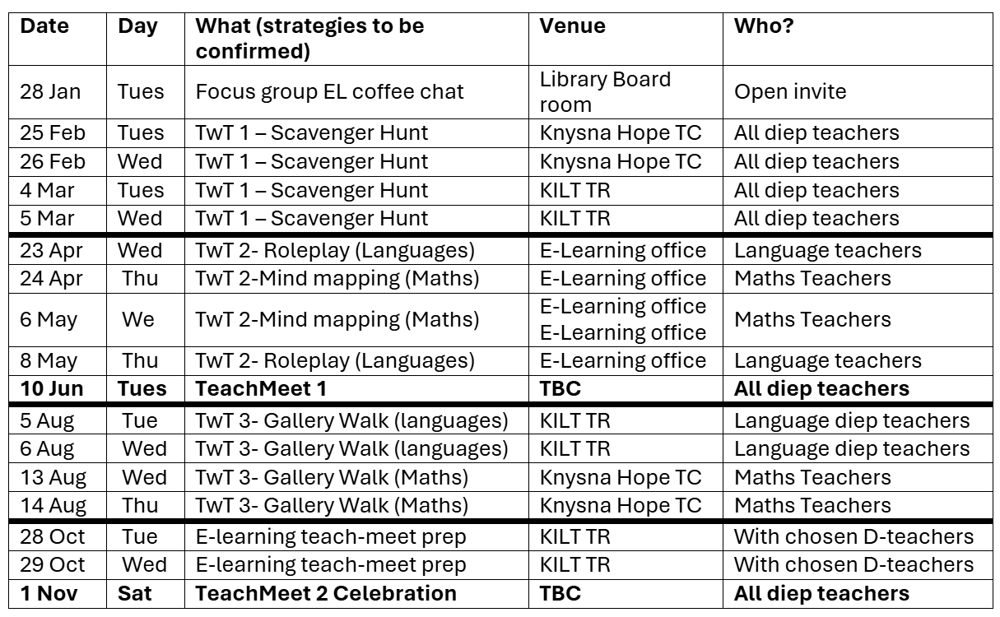 Date Day What (strategies to be confirmed) Venue Who?
28 Jan Tues Focus group EL coffee chat Library Board room Open invite
25 Feb Tues TwT 1 – Scavenger Hunt Knysna Hope TC All diep teachers
26 Feb Wed TwT 1 – Scavenger Hunt Knysna Hope TC All diep teachers
4 Mar Tues TwT 1 – Scavenger Hunt KILT TR All diep teachers
5 Mar Wed TwT 1 – Scavenger Hunt KILT TR All diep teachers
23 Apr Wed TwT 2- Roleplay (Languages) E-Learning office Language teachers
24 Apr Thu TwT 2-Mind mapping (Maths) E-Learning office Maths Teachers
6 May We TwT 2-Mind mapping (Maths) E-Learning office E-Learning office Maths Teachers
8 May Thu TwT 2- Roleplay (Languages) E-Learning office Language teachers
10 Jun Tues TeachMeet 1 TBC All diep teachers
5 Aug Tue TwT 3- Gallery Walk (languages) KILT TR Language diep teachers
6 Aug Wed TwT 3- Gallery Walk (languages) KILT TR Language diep teachers
13 Aug Wed TwT 3- Gallery Walk (Maths) Knysna Hope TC Maths Teachers
14 Aug Thu TwT 3- Gallery Walk (Maths) Knysna Hope TC Maths Teachers
28 Oct Tue E-learning teach-meet prep KILT TR With chosen D-teachers
29 Oct Wed E-learning teach-meet prep KILT TR With chosen D-teachers
1 Nov Sat TeachMeet 2 Celebration TBC All diep teachers